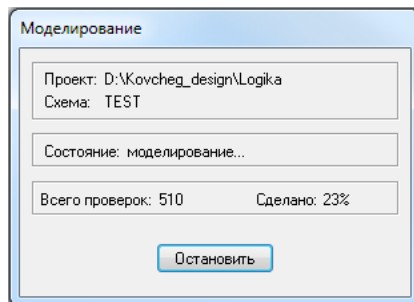 Моделирование
Проект: D:\Kovcheg_design\Logika
Схема: TEST
Состояние: моделирование...
Всего проверок: 510 Сделано: 23%
Остановить